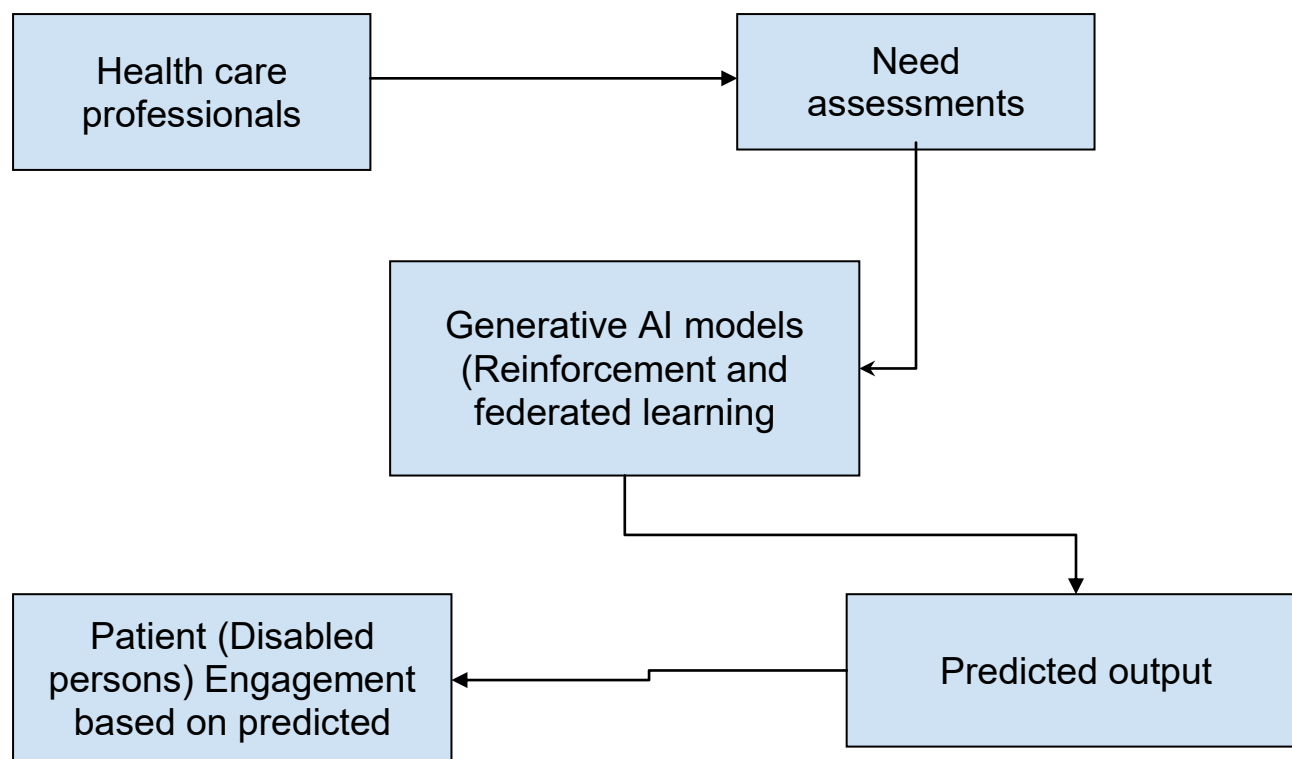 Health care
professionals
Need
assessments
Generative AI models
(Reinforcement and
federated learning
Predicted output
Patient (Disabled
persons) Engagement
based on predicted